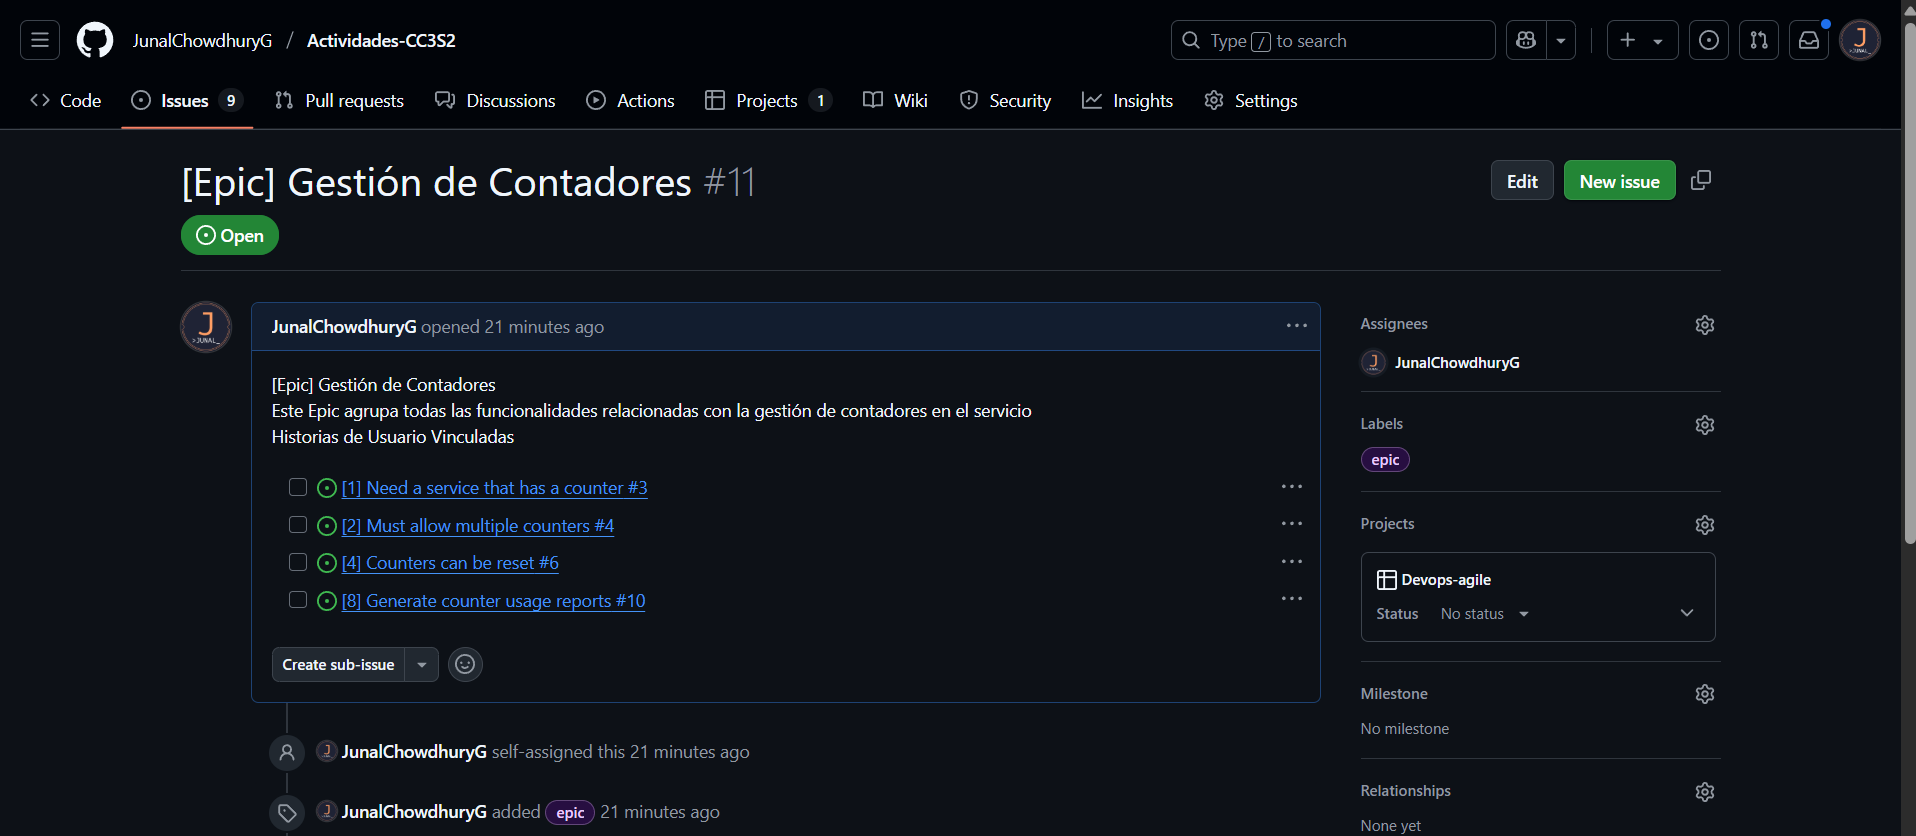 JunalChowdhuryG / Actividades-CC3S2
Type / to search
Code
Issues 9
Pull requests
Discussions
Actions
Projects 1
Wiki
Security
Insights
Settings
[Epic] Gestión de Contadores #11
Edit
New issue
Open
JunalChowdhuryG opened 21 minutes ago
[Epic] Gestión de Contadores
Este Epic agrupa todas las funcionalidades relacionadas con la gestión de contadores en el servicio
Historias de Usuario Vinculadas
[1] Need a service that has a counter #3
[2] Must allow multiple counters #4
[4] Counters can be reset #6
[8] Generate counter usage reports #10
Create sub-issue
JunalChowdhuryG self-assigned this 21 minutes ago
JunalChowdhuryG added epic 21 minutes ago
Assignees
JunalChowdhuryG
Labels
epic
Projects
Devops-agile
Status No status
Milestone
No milestone
Relationships
None yet